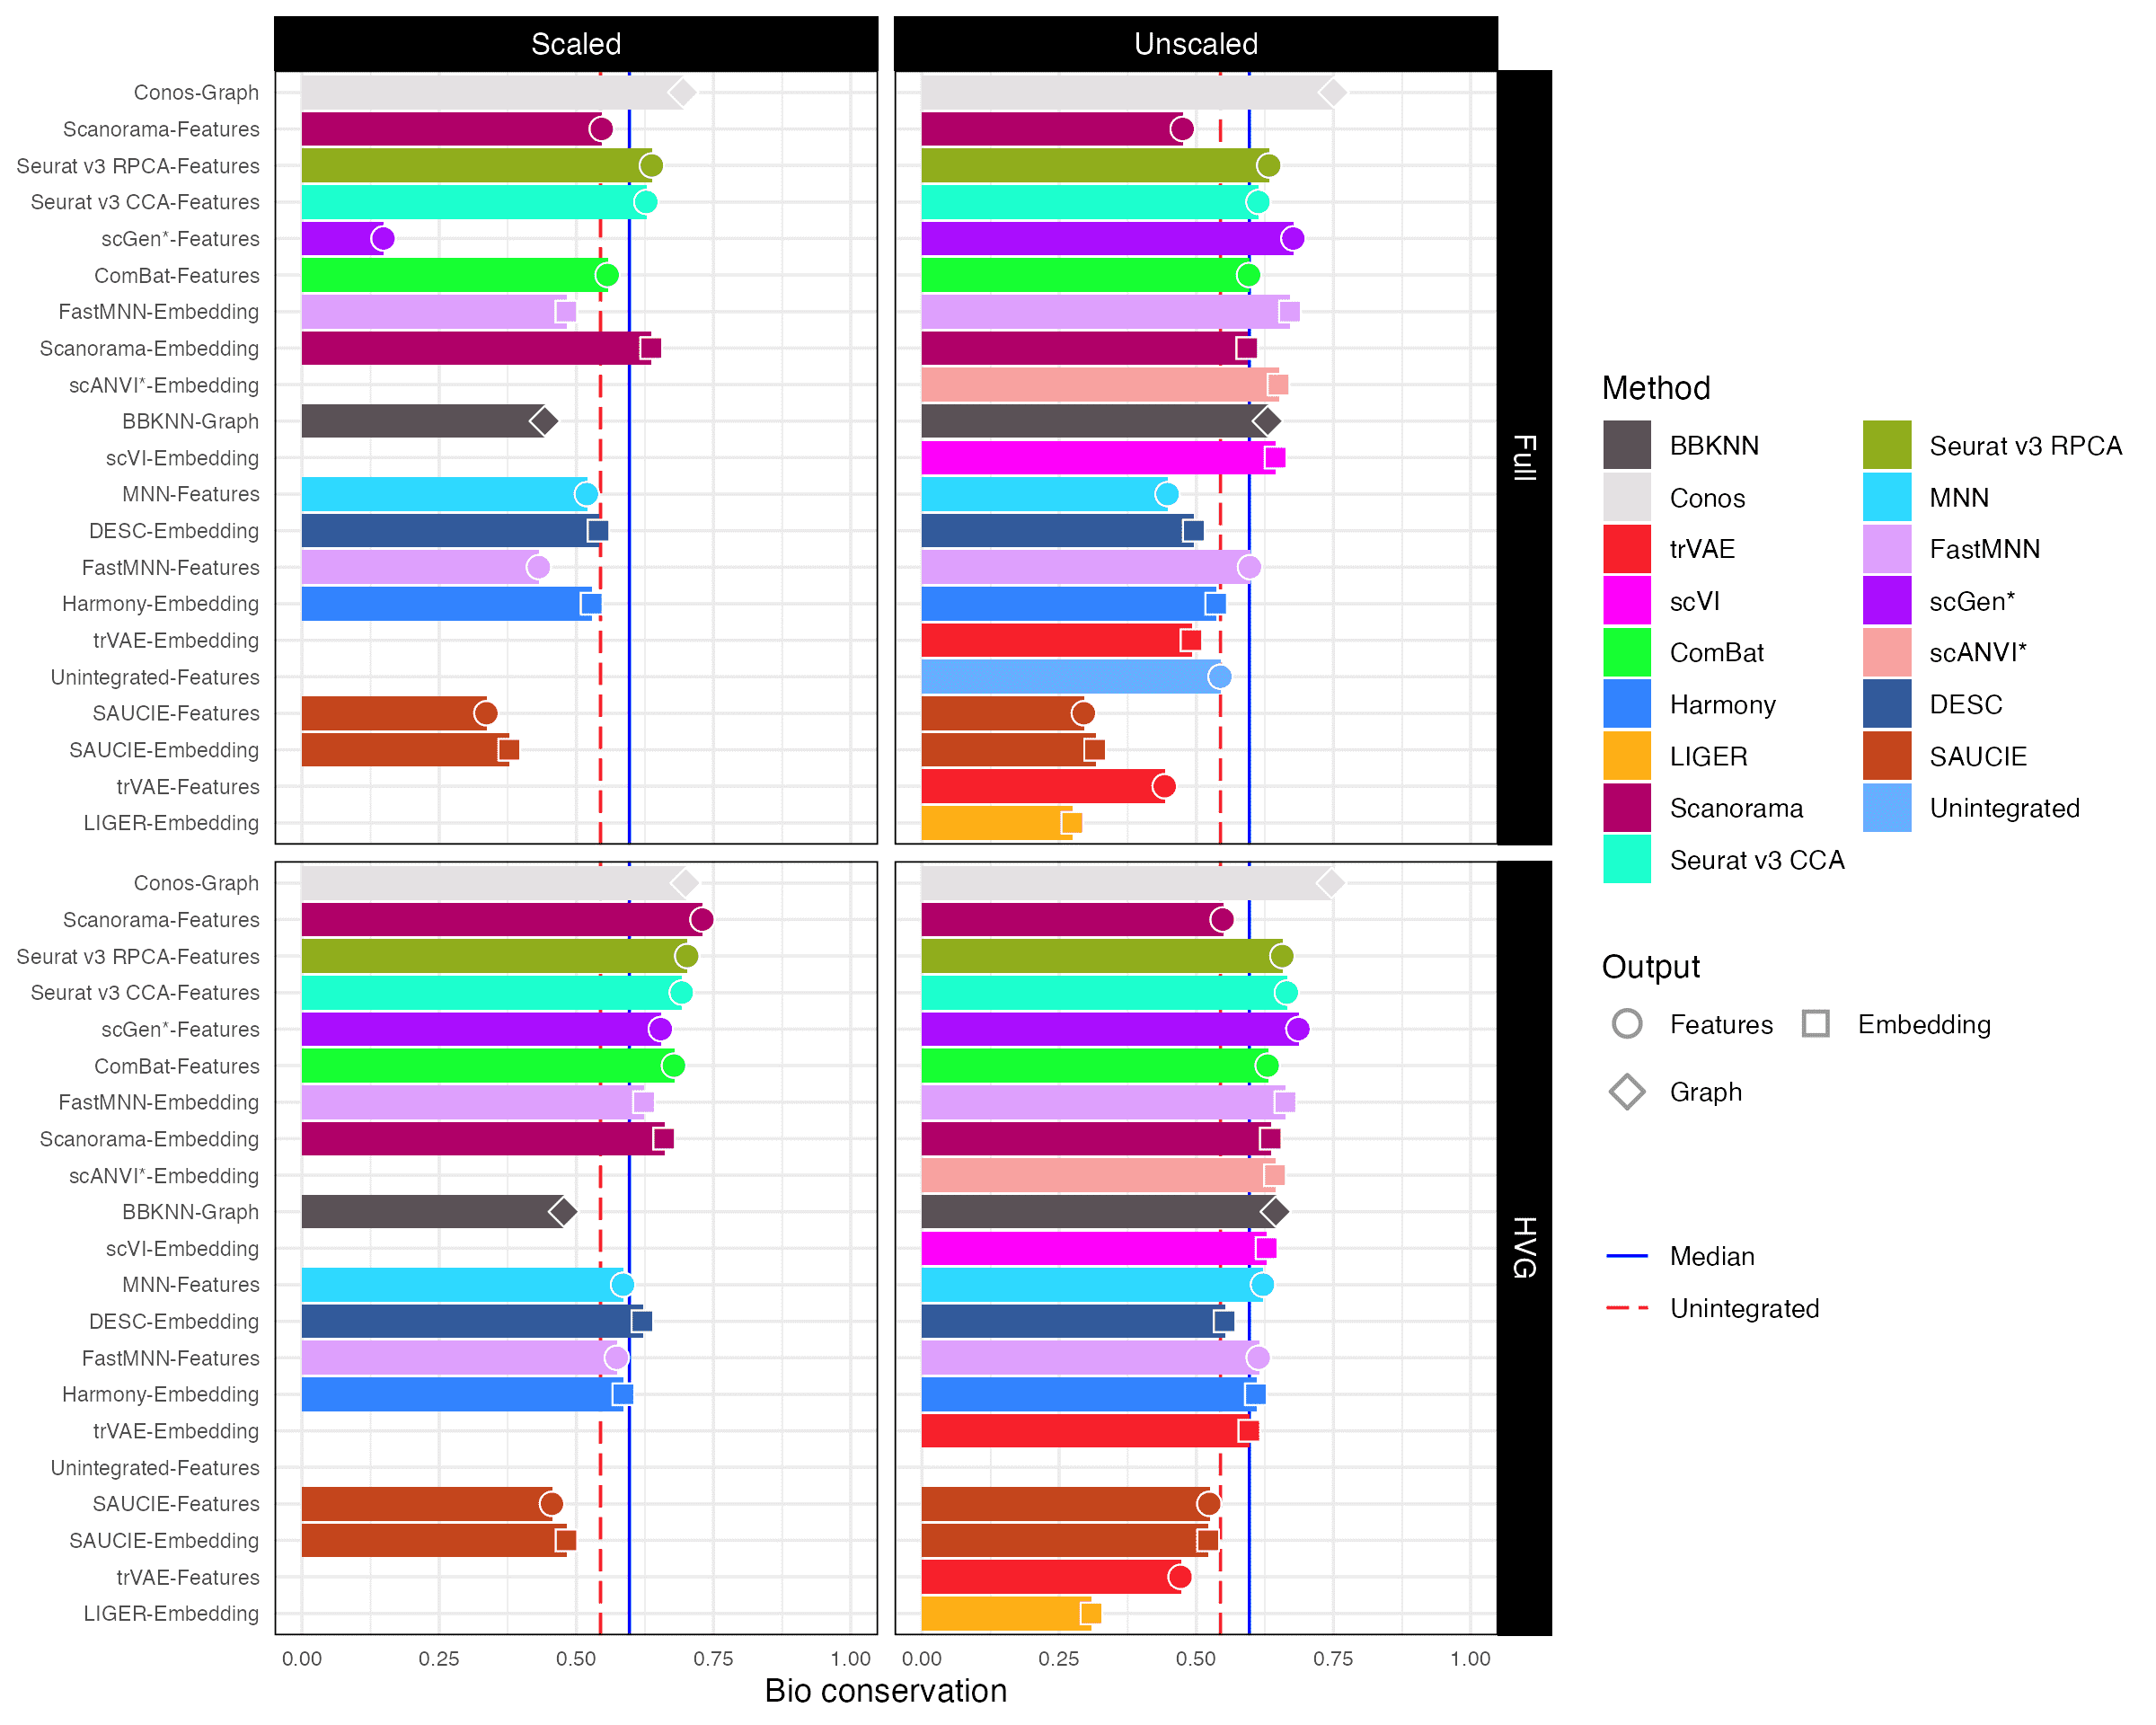 Scaled
Unscaled
Conos-Graph
Scanorama-Features
Seurat v3 RPCA-Features
Seurat v3 CCA-Features
scGen*-Features
ComBat-Features
FastMNN-Embedding
Scanorama-Embedding
scANVI*-Embedding
BBKNN-Graph
scVI-Embedding
MNN-Features
DESC-Embedding
FastMNN-Features
Harmony-Embedding
trVAE-Embedding
Unintegrated-Features
SAUCIE-Features
SAUCIE-Embedding
trVAE-Features
LIGER-Embedding
Full
Conos-Graph
Scanorama-Features
Seurat v3 RPCA-Features
Seurat v3 CCA-Features
scGen*-Features
ComBat-Features
FastMNN-Embedding
Scanorama-Embedding
scANVI*-Embedding
BBKNN-Graph
scVI-Embedding
MNN-Features
DESC-Embedding
FastMNN-Features
Harmony-Embedding
trVAE-Embedding
Unintegrated-Features
SAUCIE-Features
SAUCIE-Embedding
trVAE-Features
LIGER-Embedding
HVG
0.00 0.25 0.50 0.75 1.00 0.00 0.25 0.50 0.75 1.00
Bio conservation
Method
BBKNN
Conos
trVAE
scVI
ComBat
Harmony
LIGER
Scanorama
Seurat v3 CCA
Seurat v3 RPCA
MNN
FastMNN
scGen*
scANVI*
DESC
SAUCIE
Unintegrated
Output
Features Embedding
Graph
Median
Unintegrated